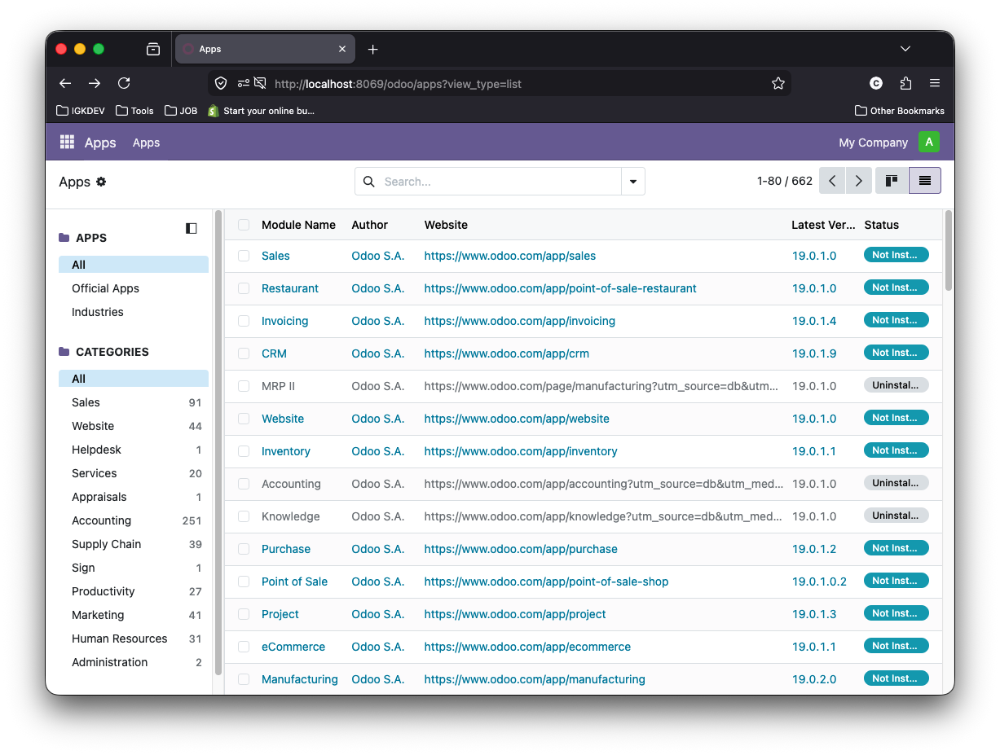 Apps
http://localhost:8069/odoo/apps?view_type=list
C
IGKDEV Tools JOB Start your online bu... Other Bookmarks
Apps Apps My Company A
Apps Search... 1-80 / 662
APPS
All
Official Apps
Industries
CATEGORIES
All
Sales 91
Website 44
Helpdesk 1
Services 20
Appraisals 1
Accounting 251
Supply Chain 39
Sign 1
Productivity 27
Marketing 41
Human Resources 31
Administration 2
Module Name Author Website Latest Ver... Status
Sales Odoo S.A. https://www.odoo.com/app/sales 19.0.1.0 Not Inst...
Restaurant Odoo S.A. https://www.odoo.com/app/point-of-sale-restaurant 19.0.1.0 Not Inst...
Invoicing Odoo S.A. https://www.odoo.com/app/invoicing 19.0.1.4 Not Inst...
CRM Odoo S.A. https://www.odoo.com/app/crm 19.0.1.9 Not Inst...
MRP II Odoo S.A. https://www.odoo.com/page/manufacturing?utm_source=db&utm... 19.0.1.0 Uninstal...
Website Odoo S.A. https://www.odoo.com/app/website 19.0.1.0 Not Inst...
Inventory Odoo S.A. https://www.odoo.com/app/inventory 19.0.1.1 Not Inst...
Accounting Odoo S.A. https://www.odoo.com/app/accounting?utm_source=db&utm_med... 19.0.1.0 Uninstal...
Knowledge Odoo S.A. https://www.odoo.com/app/knowledge?utm_source=db&utm_med... 19.0.1.0 Uninstal...
Purchase Odoo S.A. https://www.odoo.com/app/purchase 19.0.1.2 Not Inst...
Point of Sale Odoo S.A. https://www.odoo.com/app/point-of-sale-shop 19.0.1.0.2 Not Inst...
Project Odoo S.A. https://www.odoo.com/app/project 19.0.1.3 Not Inst...
eCommerce Odoo S.A. https://www.odoo.com/app/ecommerce 19.0.1.1 Not Inst...
Manufacturing Odoo S.A. https://www.odoo.com/app/manufacturing 19.0.2.0 Not Inst...